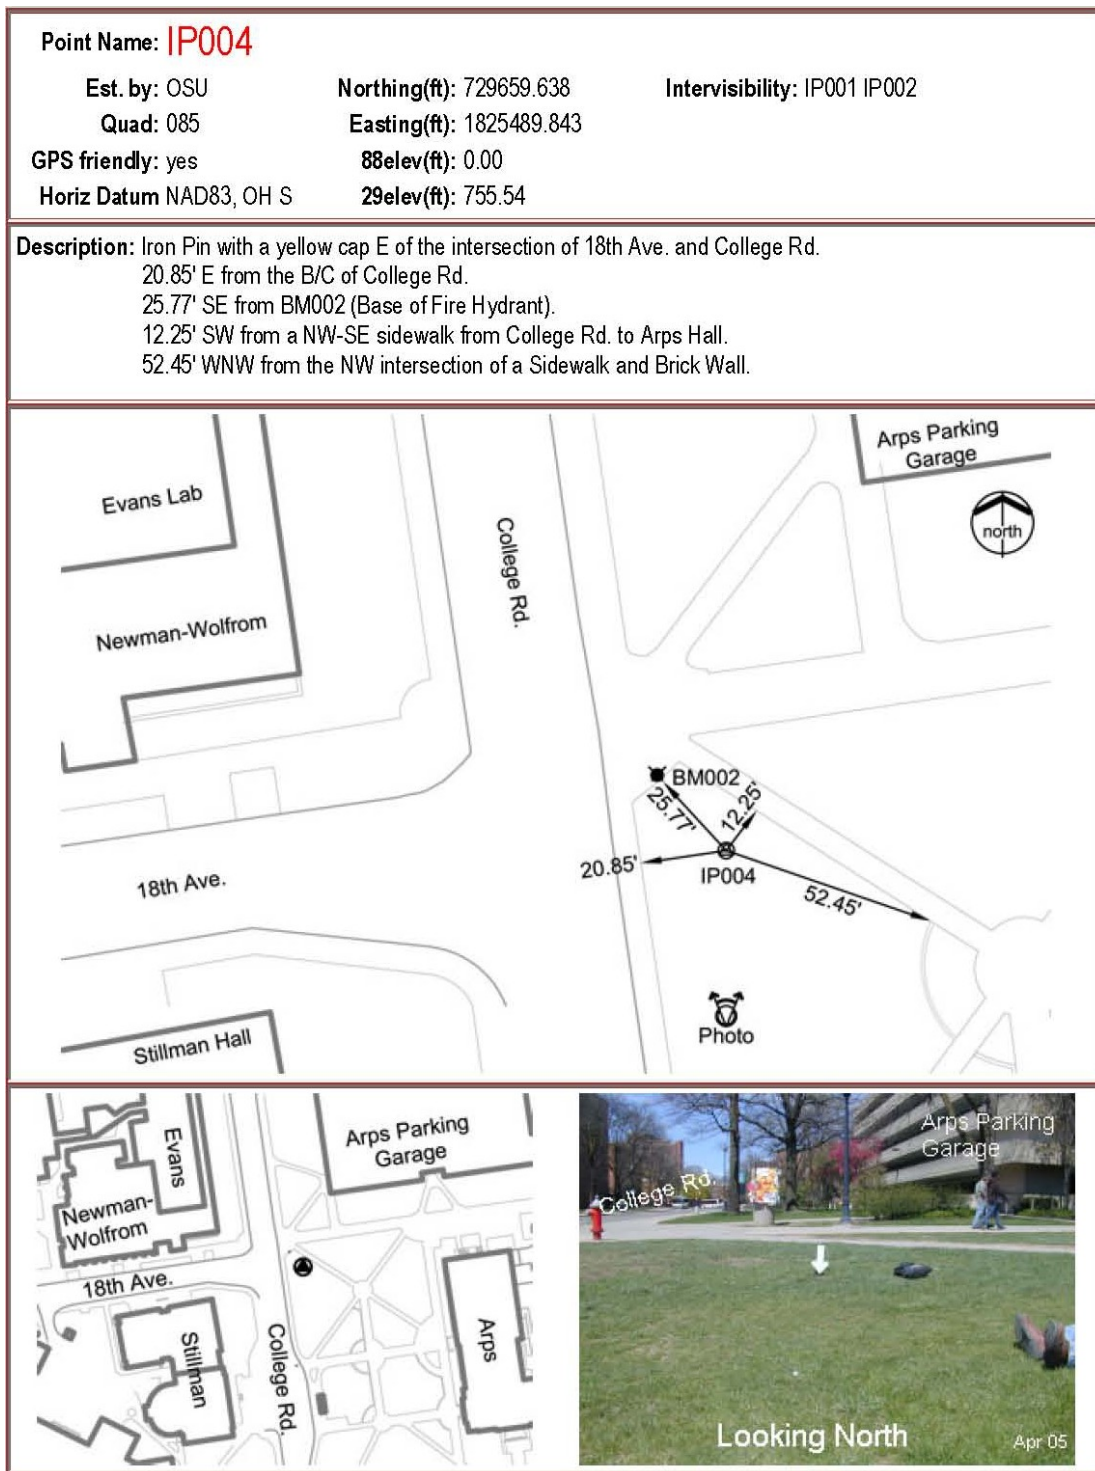 Point Name: IP004
Est. by: OSU Northing(ft): 729659.638 Intervisibility: IP001 IP002
Quad: 085 Easting(ft): 1825489.843
GPS friendly: yes 88elev(ft): 0.00
Horiz Datum NAD83, OH S 29elev(ft): 755.54
Description: Iron Pin with a yellow cap E of the intersection of 18th Ave. and College Rd.
20.85' E from the B/C of College Rd.
25.77' SE from BM002 (Base of Fire Hydrant).
12.25' SW from a NW-SE sidewalk from College Rd. to Arps Hall.
52.45' WNW from the NW intersection of a Sidewalk and Brick Wall.
Arps Parking
Garage
Evans Lab
north
College Rd.
Newman-Wolfrom
BM002
25.77'
12.25'
20.85'
IP004
18th Ave.
52.45'
Photo
Stillman Hall
Evans
Arps Parking
Garage
Newman-
Wolfrom
18th Ave.
Stillman
College Rd.
Arps
Arps Parking
Garage
College Rd.
Looking North
Apr 05